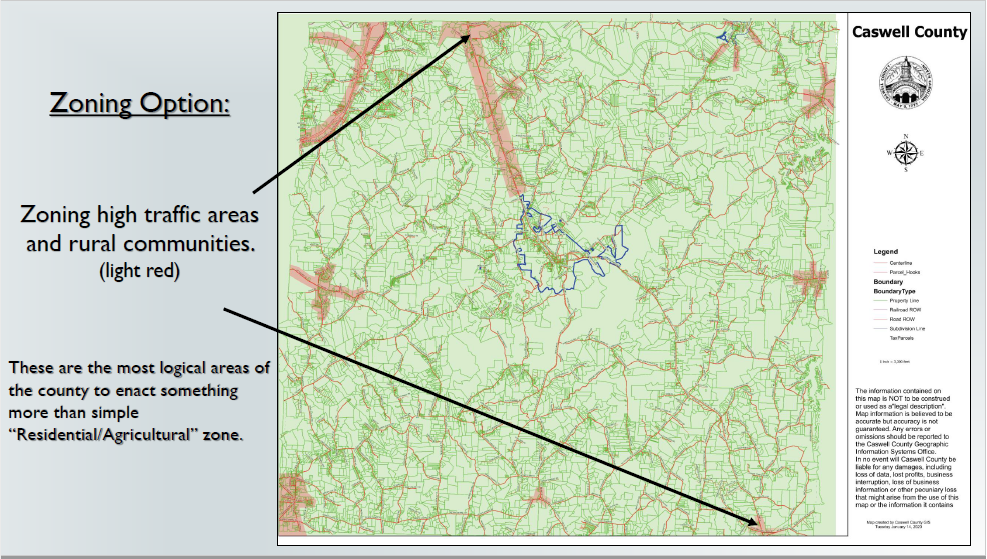 Zoning Option:
Zoning high traffic areas
and rural communities.
(light red)
These are the most logical areas of
the county to enact something
more than simple
“Residential/Agricultural” zone.
Caswell County
N
W E
S
Legend
Centerline
Parcel_Hooks
Boundary
BoundaryType
Property Line
Railroad ROW
Road ROW
Subdivision Line
TaxParcels
The information contained on
this map is NOT to be construed
or used as a"legal description".
Map information is believed to be
accurate but accuracy is not
guaranteed. Any errors or
omissions should be reported to
the Caswell County Geographic
Information Systems Office.
In no event will Caswell County be
liable for any damages, including
loss of data, lost profits, business
interruption, loss of business
information or other pecuniary loss
that might arise from the use of this
map or the information it contains
Map created by Caswell County GIS
Tuesday January 14, 2020